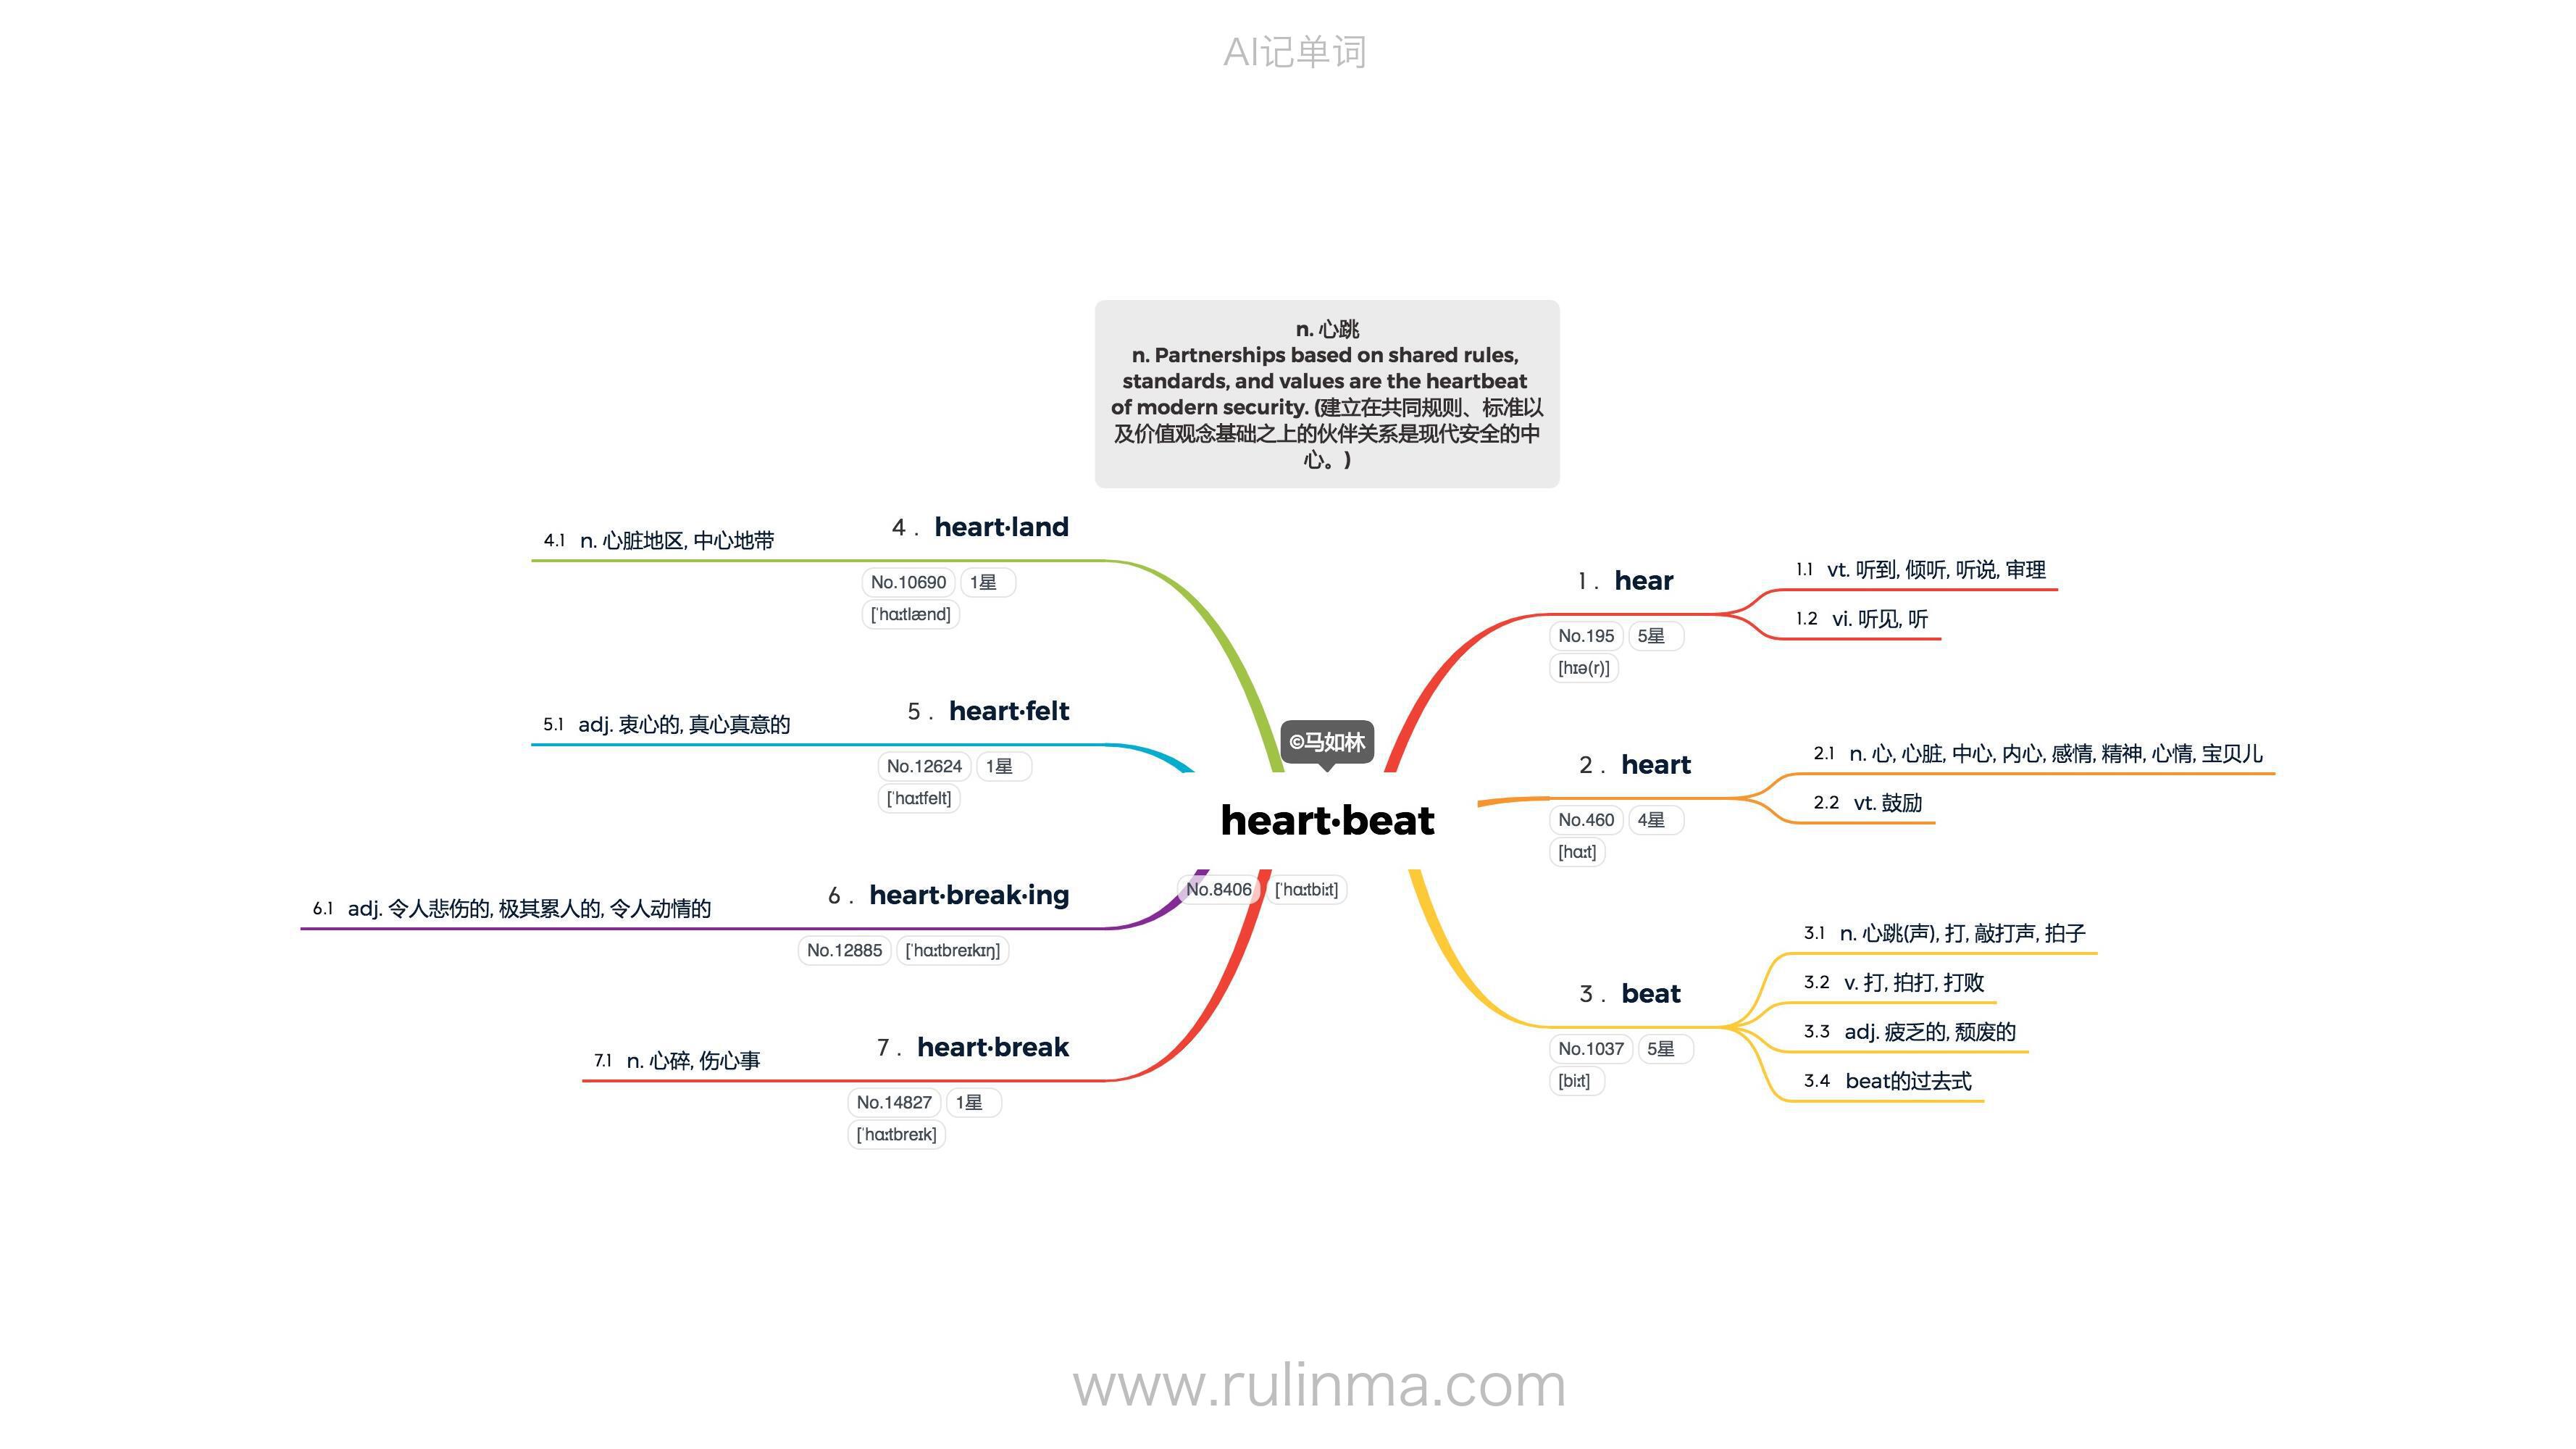 AI记单词
n. 心跳
n. Partnerships based on shared rules,
standards, and values are the heartbeat
of modern security. (建立在共同规则、标准以
及价值观念基础之上的伙伴关系是现代安全的中
心。)
©马如林
heart·beat
No.8406 [ˈhɑːtbiːt]
1. hear
No.195 5星
[hɪə(r)]
1.1 vt. 听到, 倾听, 听说, 审理
1.2 vi. 听见, 听
2. heart
No.460 4星
[hɑːt]
2.1 n. 心, 心脏, 中心, 内心, 感情, 精神, 心情, 宝贝儿
2.2 vt. 鼓励
3. beat
No.1037 5星
[biːt]
3.1 n. 心跳(声), 打, 敲打声, 拍子
3.2 v. 打, 拍打, 打败
3.3 adj. 疲乏的, 颓废的
3.4 beat的过去式
4. heart·land
No.10690 1星
[ˈhɑːtlænd]
4.1 n. 心脏地区, 中心地带
5. heart·felt
No.12624 1星
[ˈhɑːtfelt]
5.1 adj. 衷心的, 真心真意的
6. heart·break·ing
No.12885 [ˈhɑːtbreɪkɪŋ]
6.1 adj. 令人悲伤的, 极其累人的, 令人动情的
7. heart·break
No.14827 1星
[ˈhɑːtbreɪk]
7.1 n. 心碎, 伤心事
www.rulinma.com